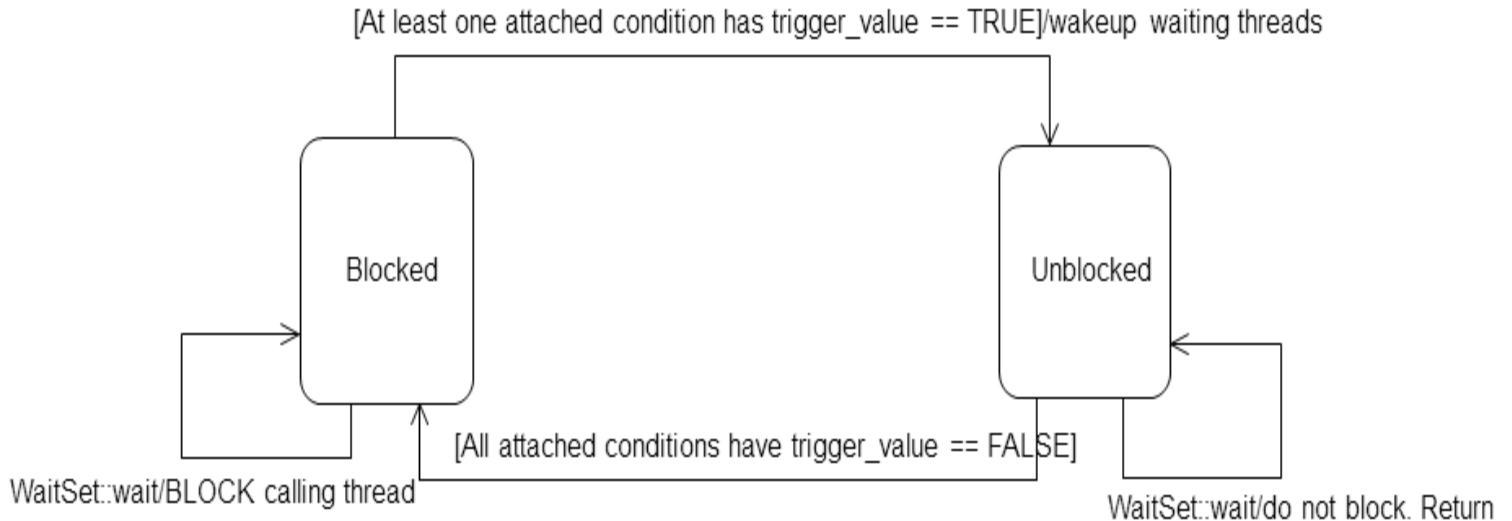 [At least one attached condition has trigger_value == TRUE]/wakeup waiting threads
Blocked
Unblocked
[All attached conditions have trigger_value == FALSE]
WaitSet::wait/BLOCK calling thread
WaitSet::wait/do not block. Return